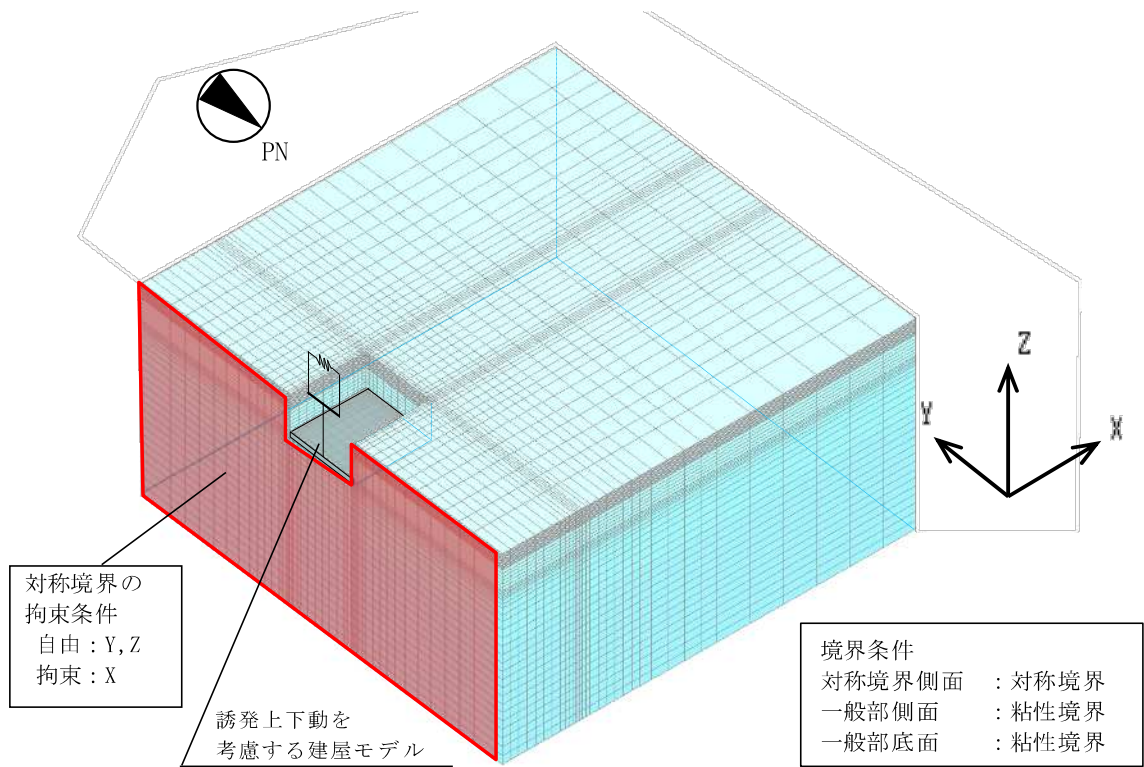 PN
Z
Y
X
対称境界の
拘束条件
自由：Y,Z
拘束：X
誘発上下動を
考慮する建屋モデル
境界条件
対称境界側面　：対称境界
一般部側面　：粘性境界
一般部底面　：粘性境界